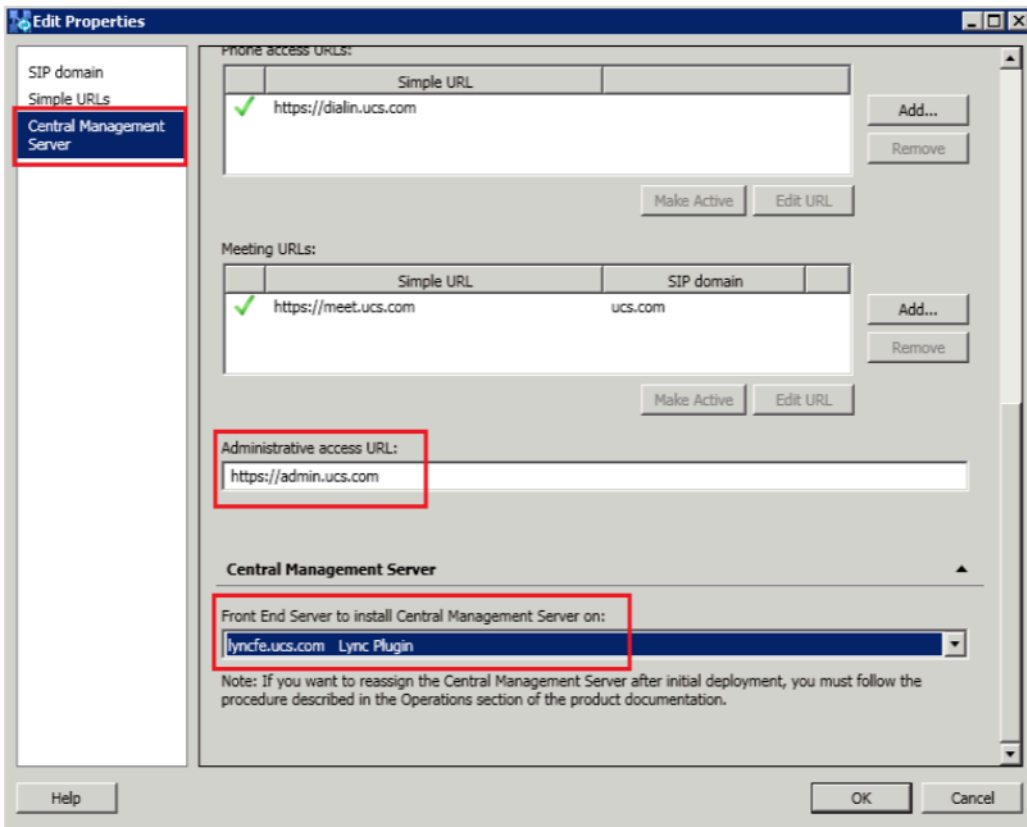 Edit Properties
SIP domain
Simple URLs
Central Management
Server
Phone access URLs:
Simple URL
https://dialin.ucs.com
Add...
Remove
Make Active
Edit URL
Meeting URLs:
Simple URL
SIP domain
https://meet.ucs.com
ucs.com
Add...
Remove
Make Active
Edit URL
Administrative access URL:
https://admin.ucs.com
Central Management Server
Front End Server to install Central Management Server on:
lyncfe.ucs.com Lync Plugin
Note: If you want to reassign the Central Management Server after initial deployment, you must follow the
procedure described in the Operations section of the product documentation.
Help
OK
Cancel